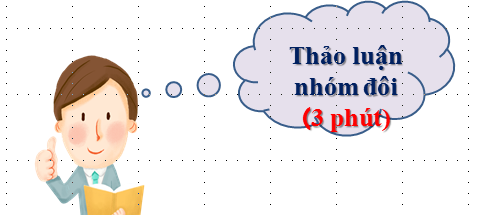 Thảo luận
nhóm đôi
(3 phút)